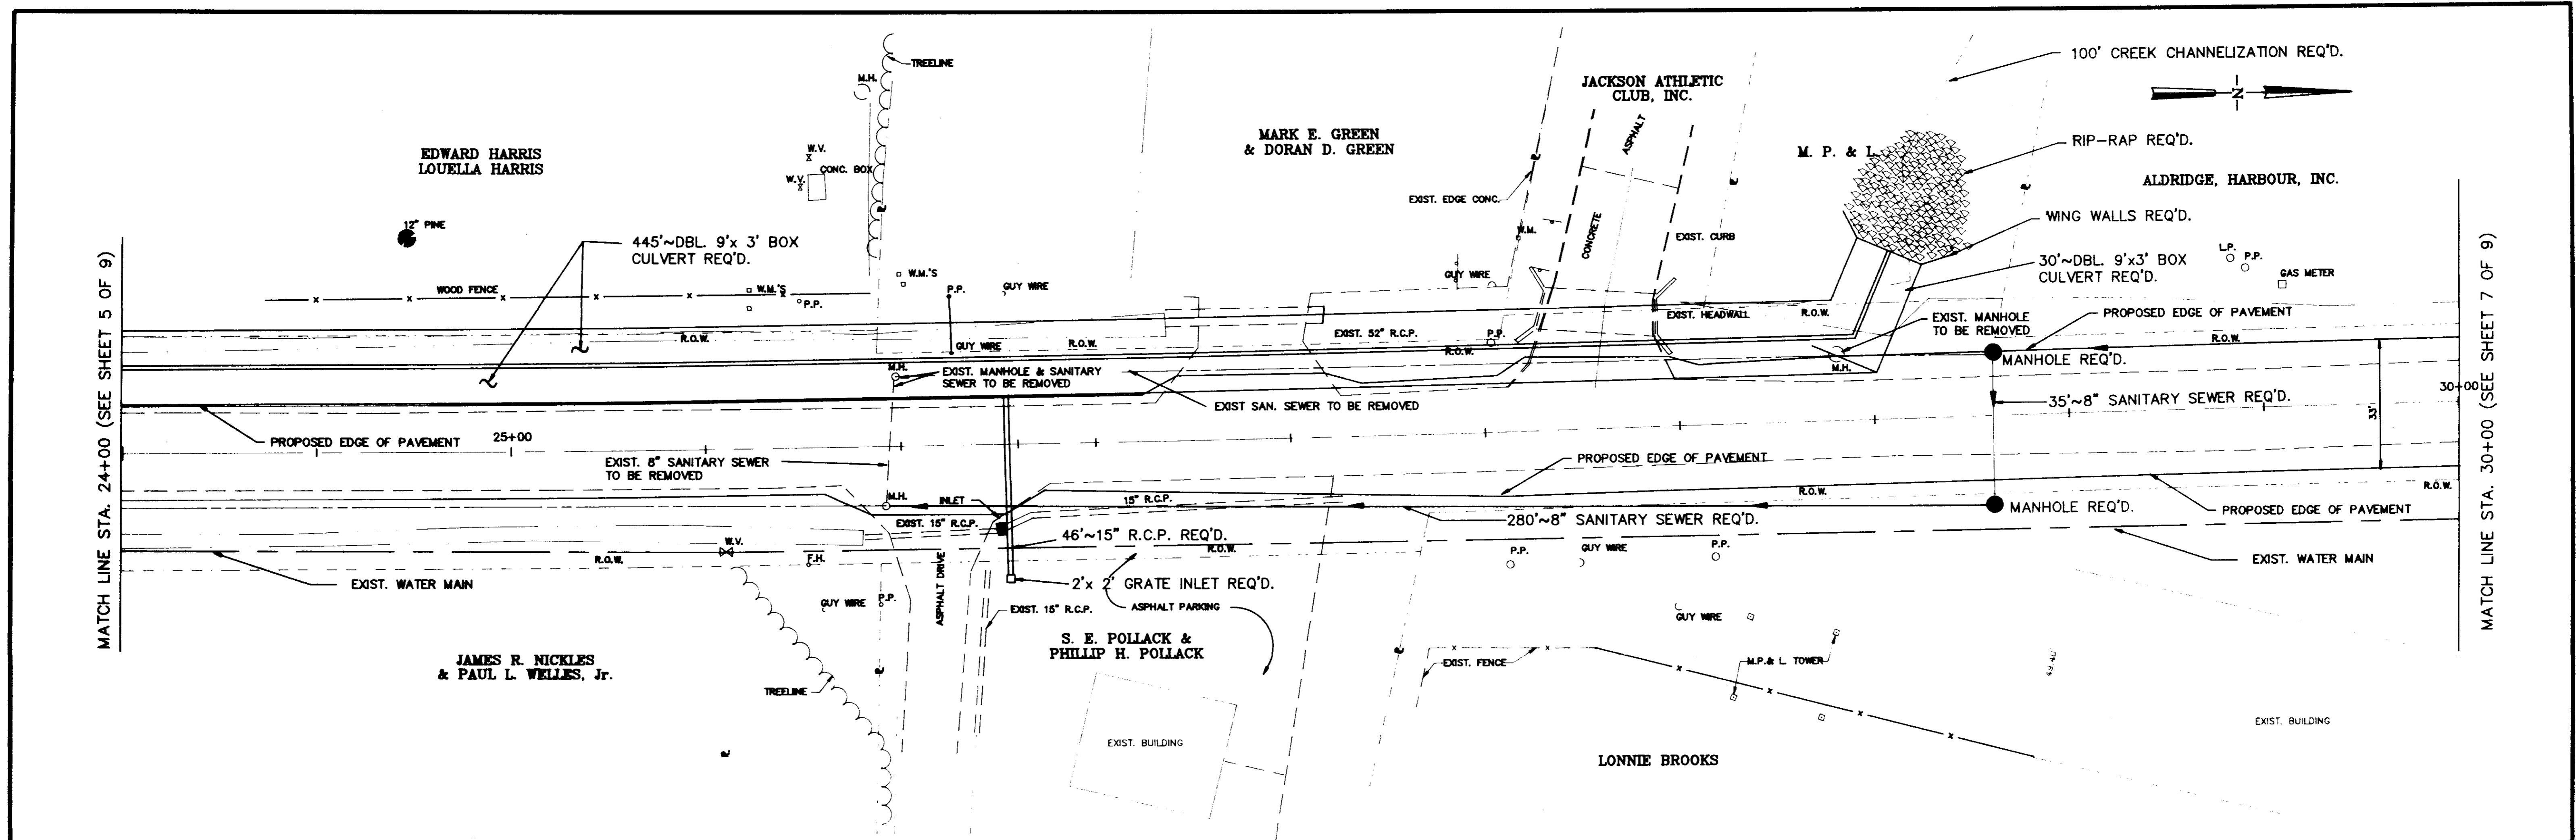 100' CREEK CHANNELIZATION REQ'D.
N
TREELINE
M.H.
JACKSON ATHLETIC
CLUB, INC.
ASPHALT
MARK E. GREEN
& DORAN D. GREEN
M. P. & L.
RIP-RAP REQ'D.
ALDRIDGE, HARBOUR, INC.
EDWARD HARRIS
LOUELLA HARRIS
W.V.
CONC. BOX
W.V.
EXIST. EDGE CONC.
WING WALLS REQ'D.
12" PINE
W.M.
CONCRETE
EXIST. CURB
445'~DBL. 9'x 3' BOX
CULVERT REQ'D.
30'~DBL. 9'x3' BOX
CULVERT REQ'D.
L.P.
P.P.
GAS METER
WOOD FENCE
W.M.'S
P.P.
W.M.'S
P.P.
GUY WIRE
GUY WIRE
EXIST. 52" R.C.P.
P.P.
EXIST. HEADWALL
R.O.W.
EXIST. MANHOLE
TO BE REMOVED
PROPOSED EDGE OF PAVEMENT
R.O.W.
GUY WIRE
R.O.W.
R.O.W.
R.O.W.
MANHOLE REQ'D.
M.H.
EXIST. MANHOLE & SANITARY
SEWER TO BE REMOVED
M.H.
EXIST SAN. SEWER TO BE REMOVED
35'~8" SANITARY SEWER REQ'D.
33'
30+00
MATCH LINE STA. 24+00 (SEE SHEET 5 OF 9)
MATCH LINE STA. 30+00 (SEE SHEET 7 OF 9)
PROPOSED EDGE OF PAVEMENT
25+00
EXIST. 8" SANITARY SEWER
TO BE REMOVED
PROPOSED EDGE OF PAVEMENT
M.H.
INLET
15" R.C.P.
R.O.W.
R.O.W.
EXIST. 15" R.C.P.
280'~8" SANITARY SEWER REQ'D.
MANHOLE REQ'D.
PROPOSED EDGE OF PAVEMENT
46'~15" R.C.P. REQ'D.
R.O.W.
W.V.
F.H.
R.O.W.
P.P.
GUY WIRE
P.P.
EXIST. WATER MAIN
EXIST. WATER MAIN
2'x 2' GRATE INLET REQ'D.
ASPHALT DRIVE
GUY WIRE
P.P.
EXIST. 15" R.C.P.
ASPHALT PARKING
GUY WIRE
S. E. POLLACK &
PHILLIP H. POLLACK
JAMES R. NICKLES
& PAUL L. WELLES, Jr.
EXIST. FENCE
M.P.& L. TOWER
49.40'
TREELINE
EXIST. BUILDING
EXIST. BUILDING
LONNIE BROOKS